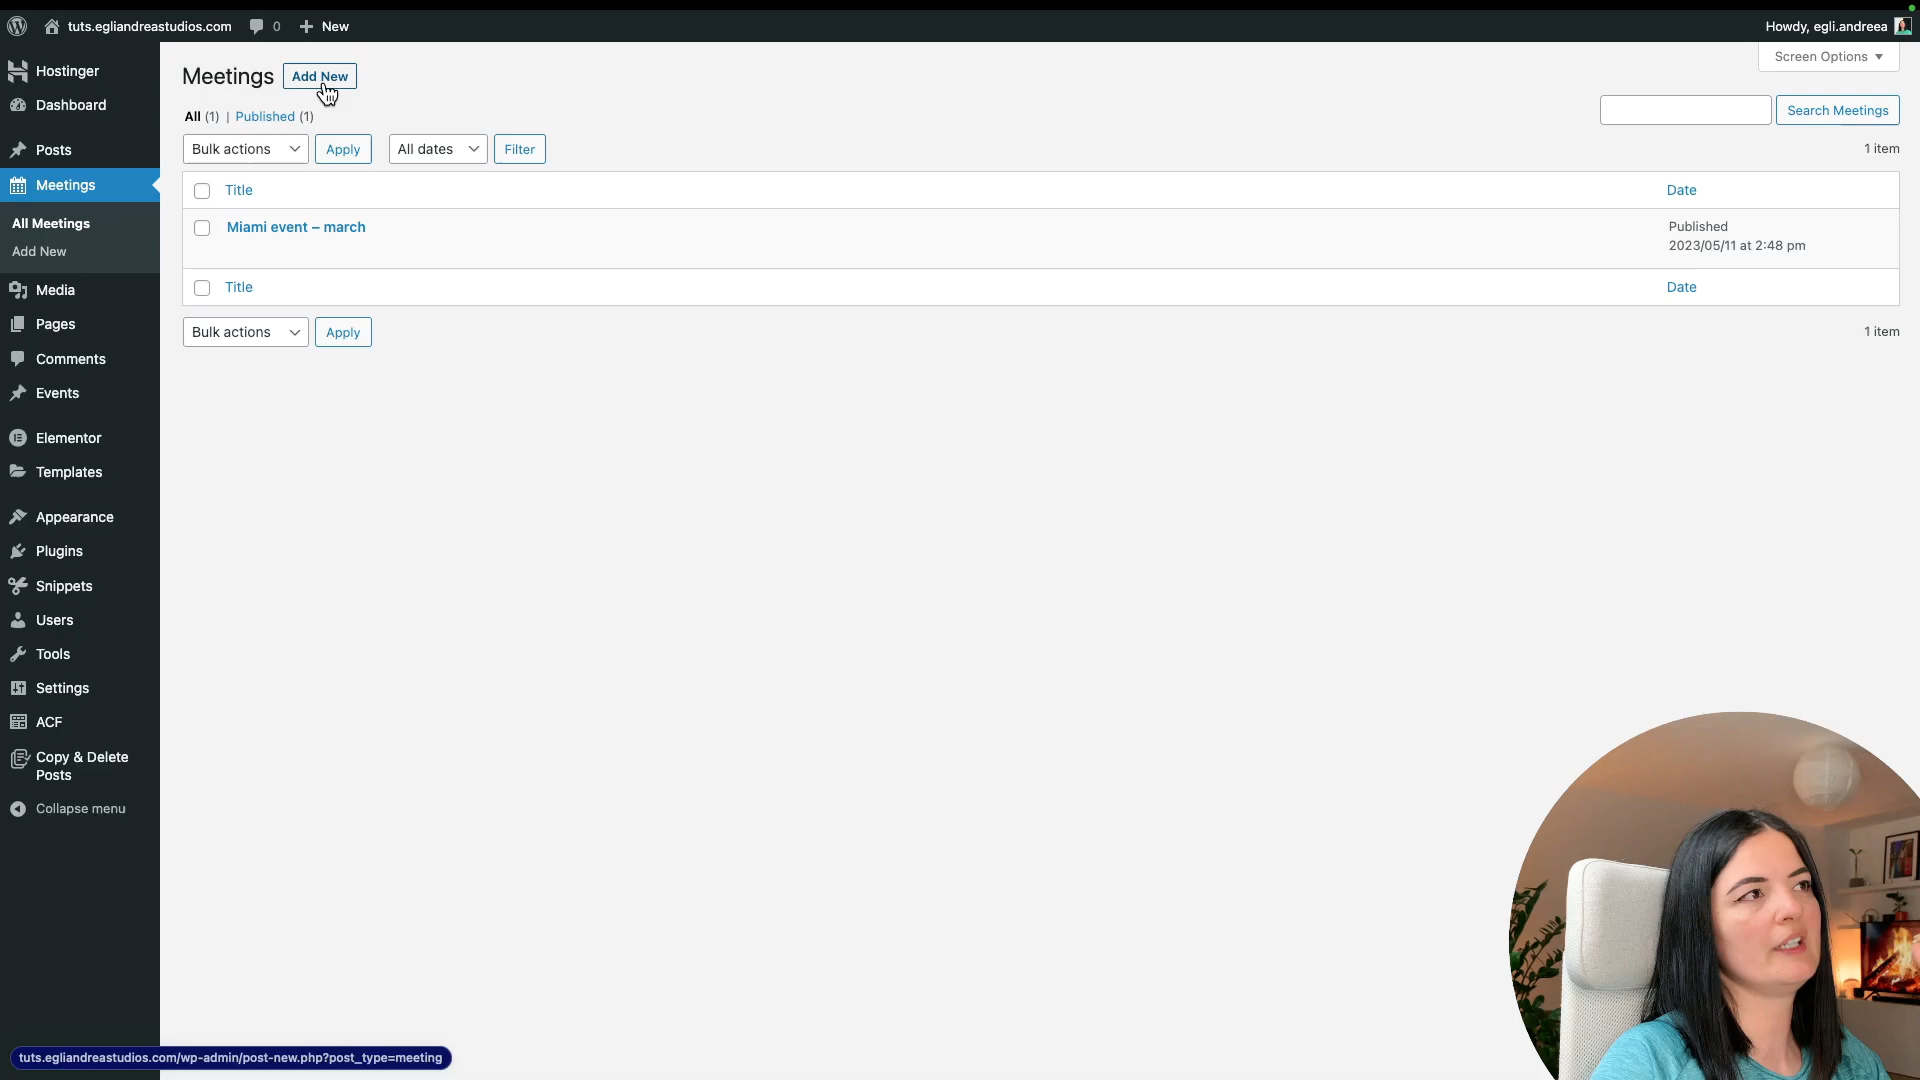 tuts.egliandreastudios.com 0 New Howdy, egli.andreea
Hostinger
Dashboard
Posts
Meetings
All Meetings
Add New
Media
Pages
Comments
Events
Elementor
Templates
Appearance
Plugins
Snippets
Users
Tools
Settings
ACF
Copy & Delete
Posts
Collapse menu
Screen Options
Meetings Add New
All (1) | Published (1)
Search Meetings
Bulk actions Apply All dates Filter 1 item
Title Date
Miami event – march Published
2023/05/11 at 2:48 pm
Title Date
Bulk actions Apply 1 item
tuts.egliandreastudios.com/wp-admin/post-new.php?post_type=meeting